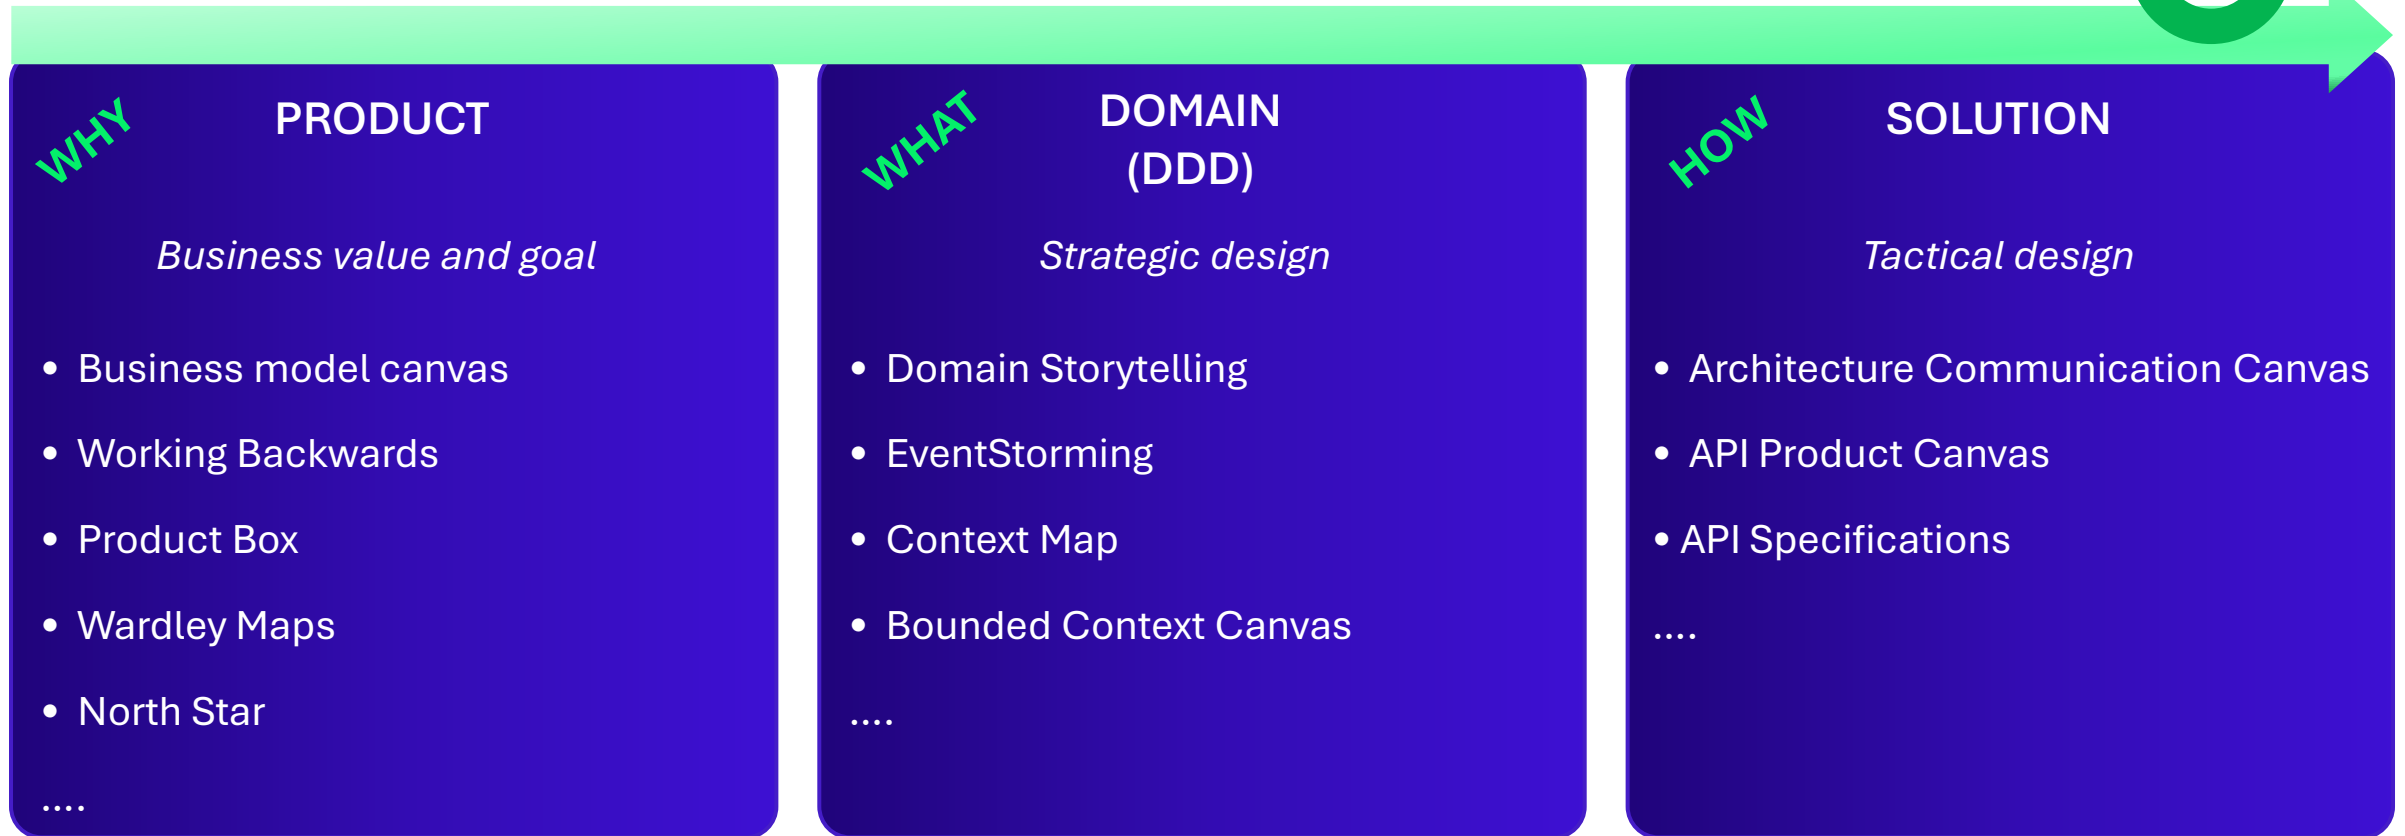 WHY
PRODUCT
Business value and goal
• Business model canvas
• Working Backwards
• Product Box
• Wardley Maps
• North Star
....
WHAT
DOMAIN
(DDD)
Strategic design
• Domain Storytelling
• EventStorming
• Context Map
• Bounded Context Canvas
....
HOW
SOLUTION
Tactical design
• Architecture Communication Canvas
• API Product Canvas
• API Specifications
....